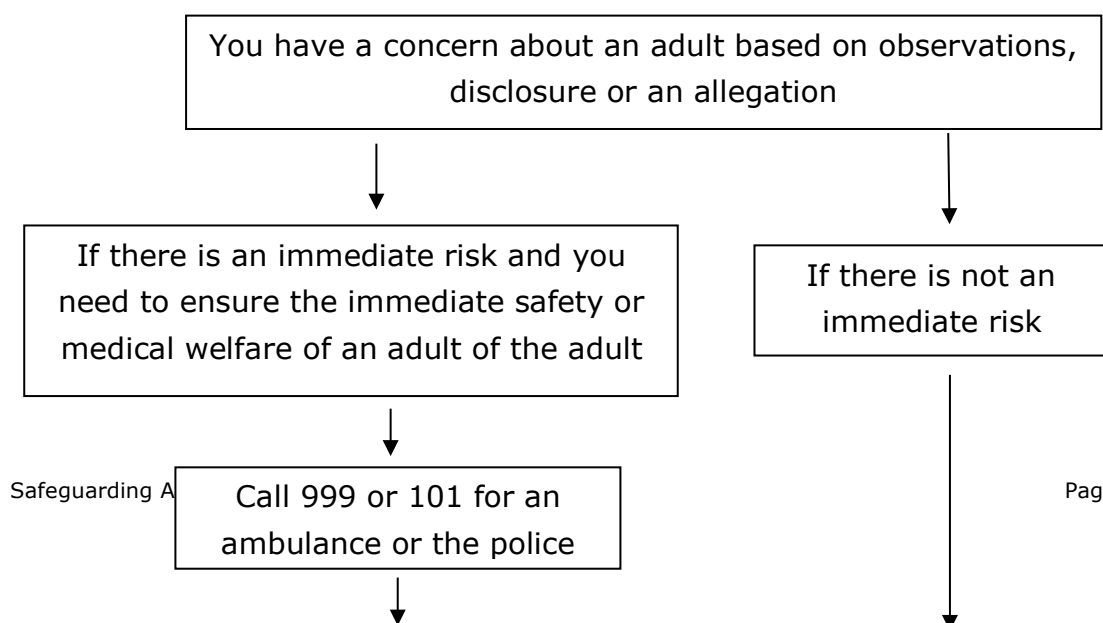 You have a concern about an adult based on observations,
disclosure or an allegation
If there is an immediate risk and you
need to ensure the immediate safety or
medical welfare of an adult of the adult
If there is not an
immediate risk
Safeguarding A
Call 999 or 101 for an
ambulance or the police
Pag